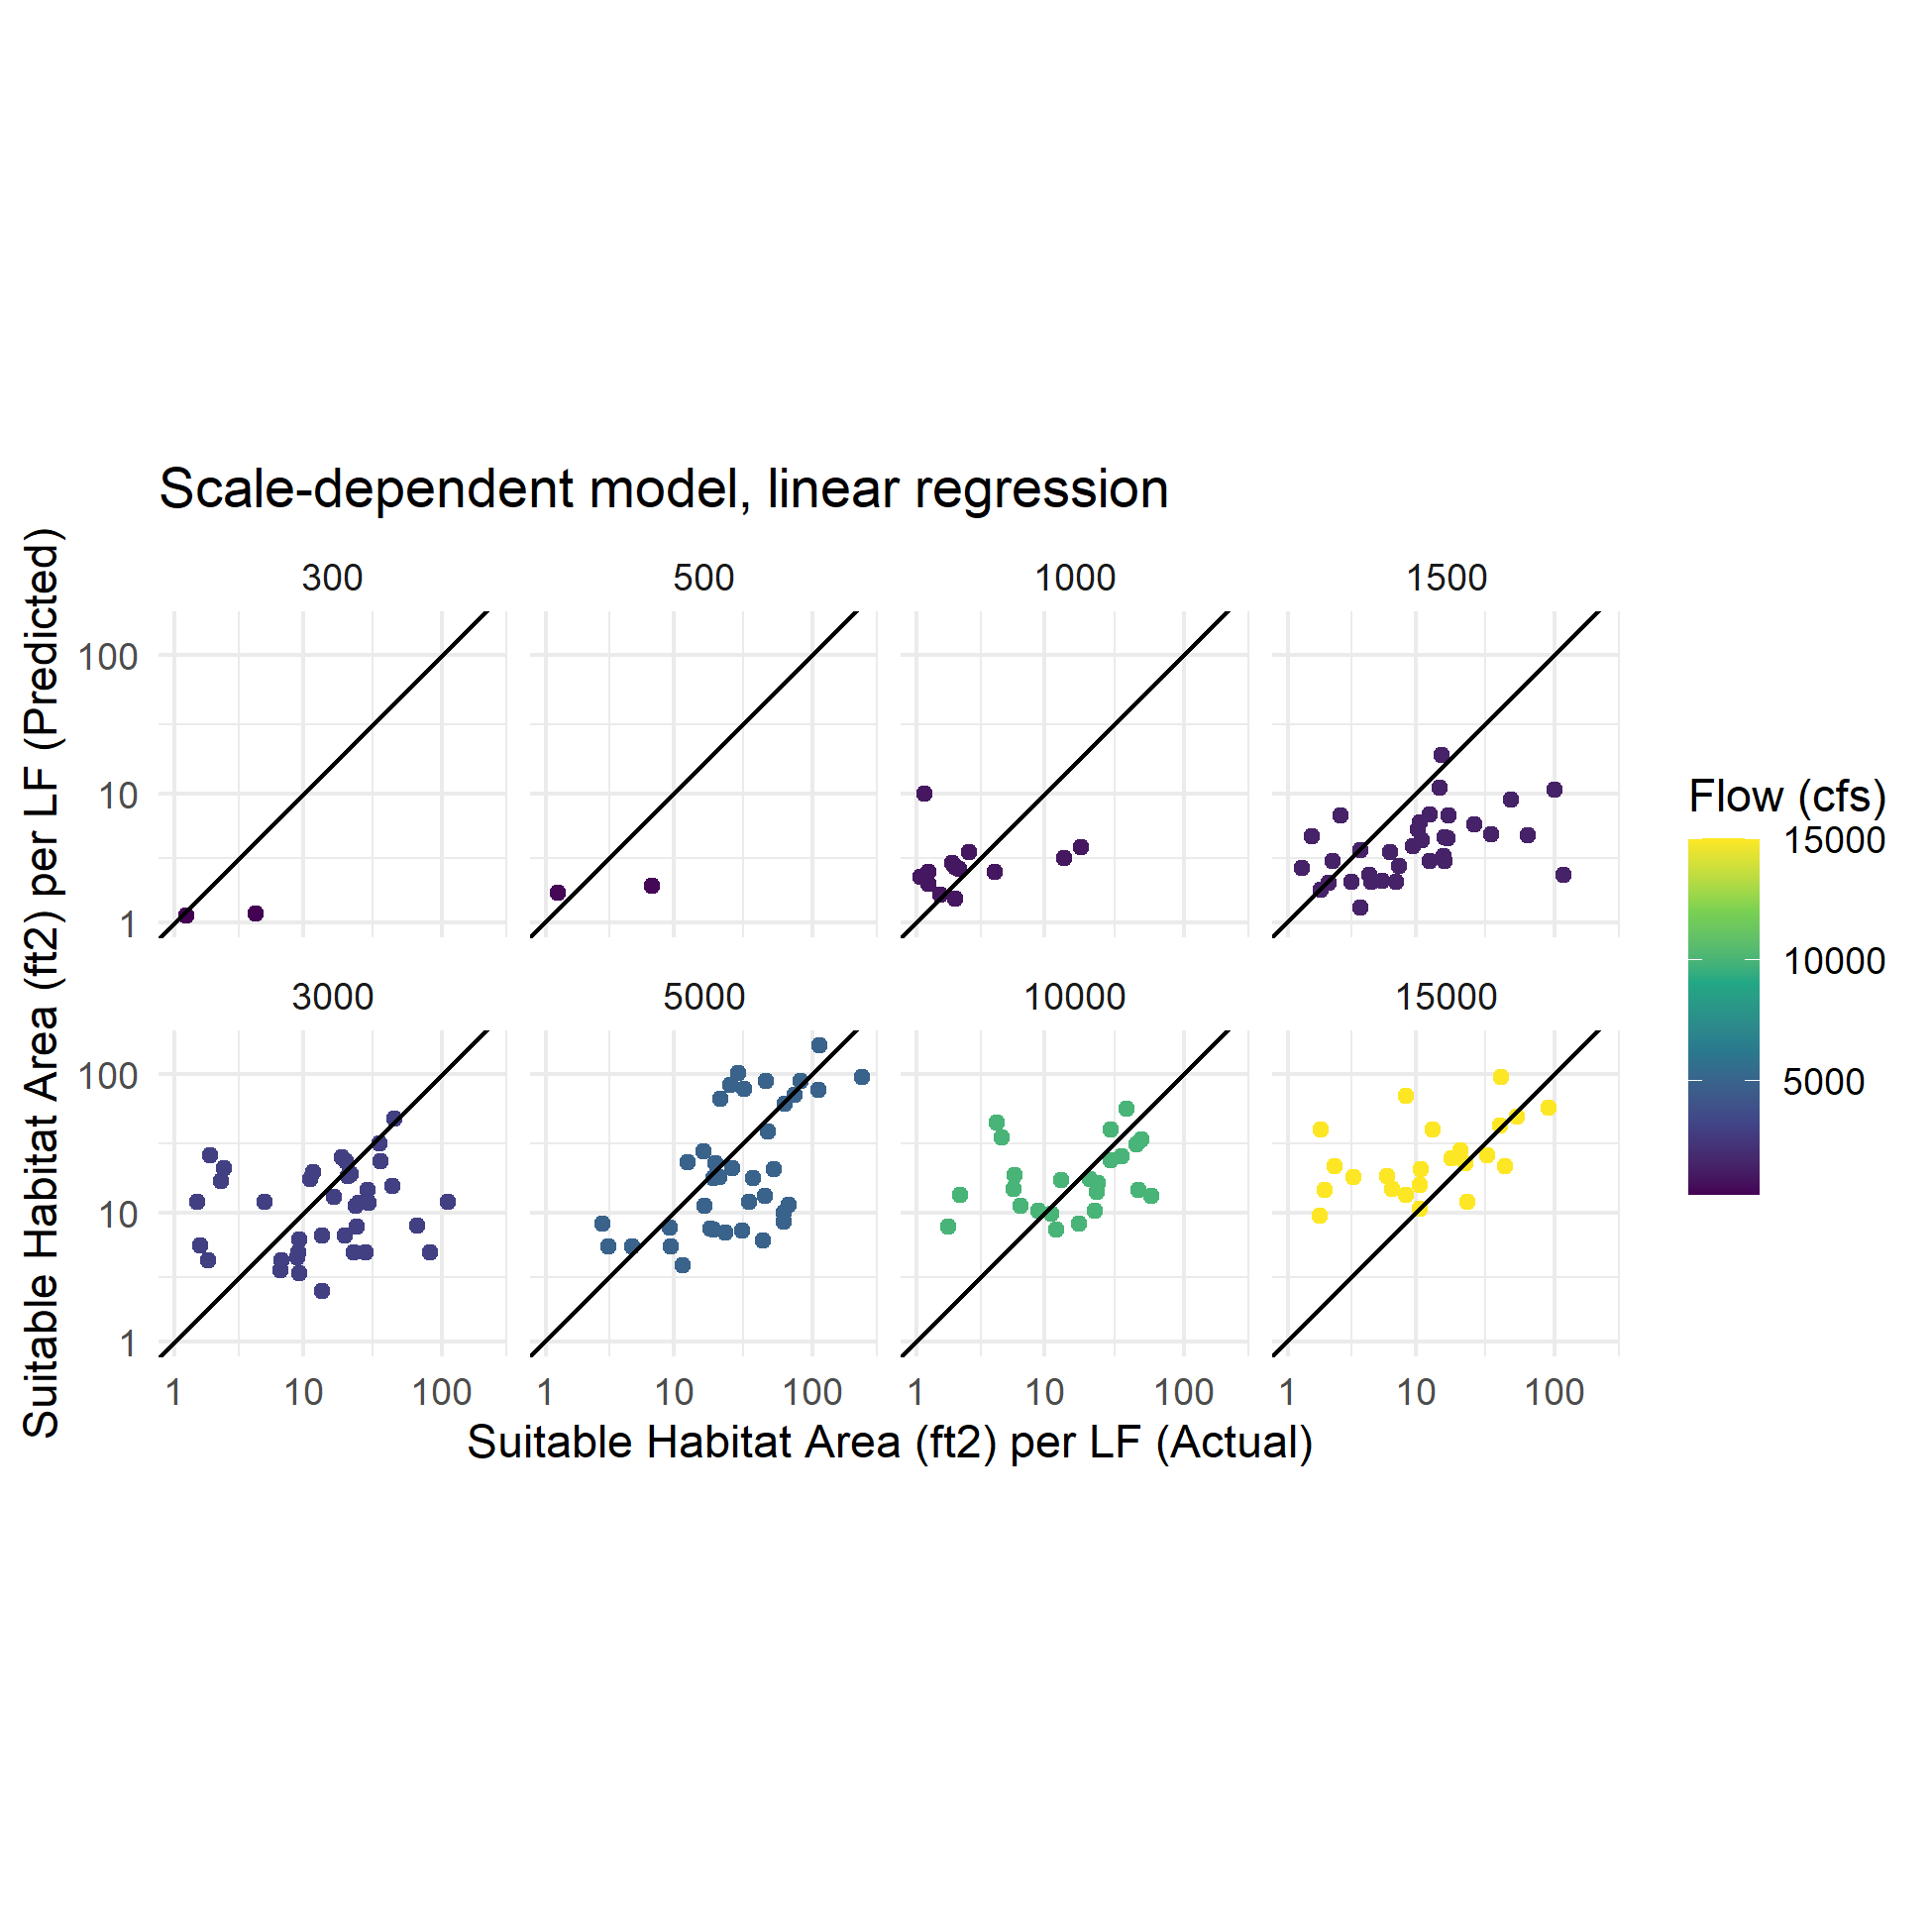 Scale-dependent model, linear regression
Suitable Habitat Area (ft2) per LF (Predicted)
300 500 1000 1500
100
10
1
3000 5000 10000 15000
100
10
1
1 10 100 1 10 100 1 10 100 1 10 100
Suitable Habitat Area (ft2) per LF (Actual)
Flow (cfs)
15000
10000
5000